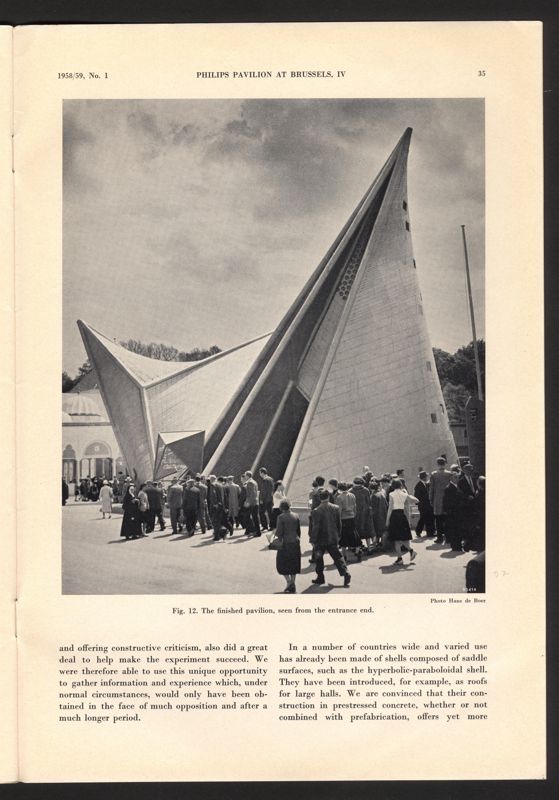 1958/59, No. 1
PHILIPS PAVILION AT BRUSSELS, IV
35
Photo Hans de Boer
Fig. 12. The finished pavilion, seen from the entrance end.
and offering constructive criticism, also did a great
deal to help make the experiment succeed. We
were therefore able to use this unique opportunity
to gather information and experience which, under
normal circumstances, would only have been ob-
tained in the face of much opposition and after a
much longer period.
In a number of countries wide and varied use
has already been made of shells composed of saddle
surfaces, such as the hyperbolic-paraboloidal shell.
They have been introduced, for example, as roofs
for large halls. We are convinced that their con-
struction in prestressed concrete, whether or not
combined with prefabrication, offers yet more